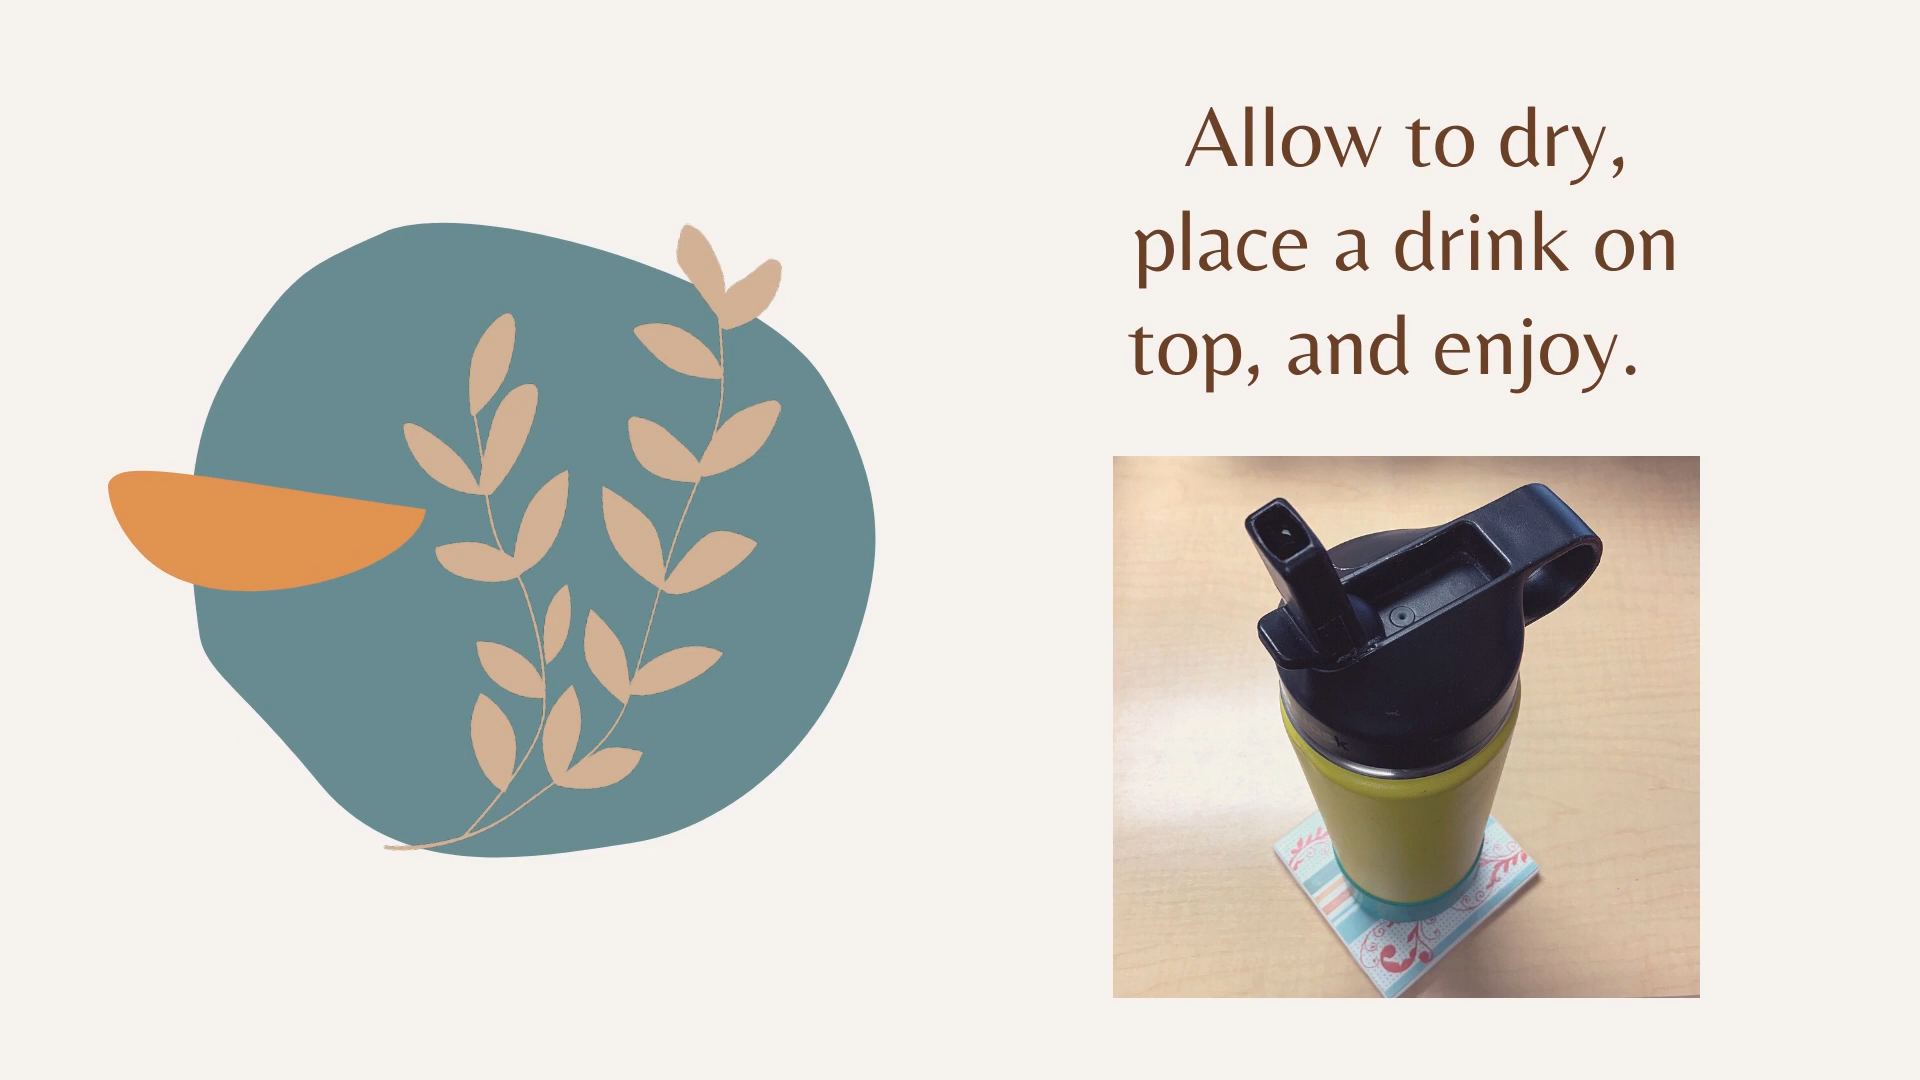 Allow to dry,
place a drink on
top, and enjoy.